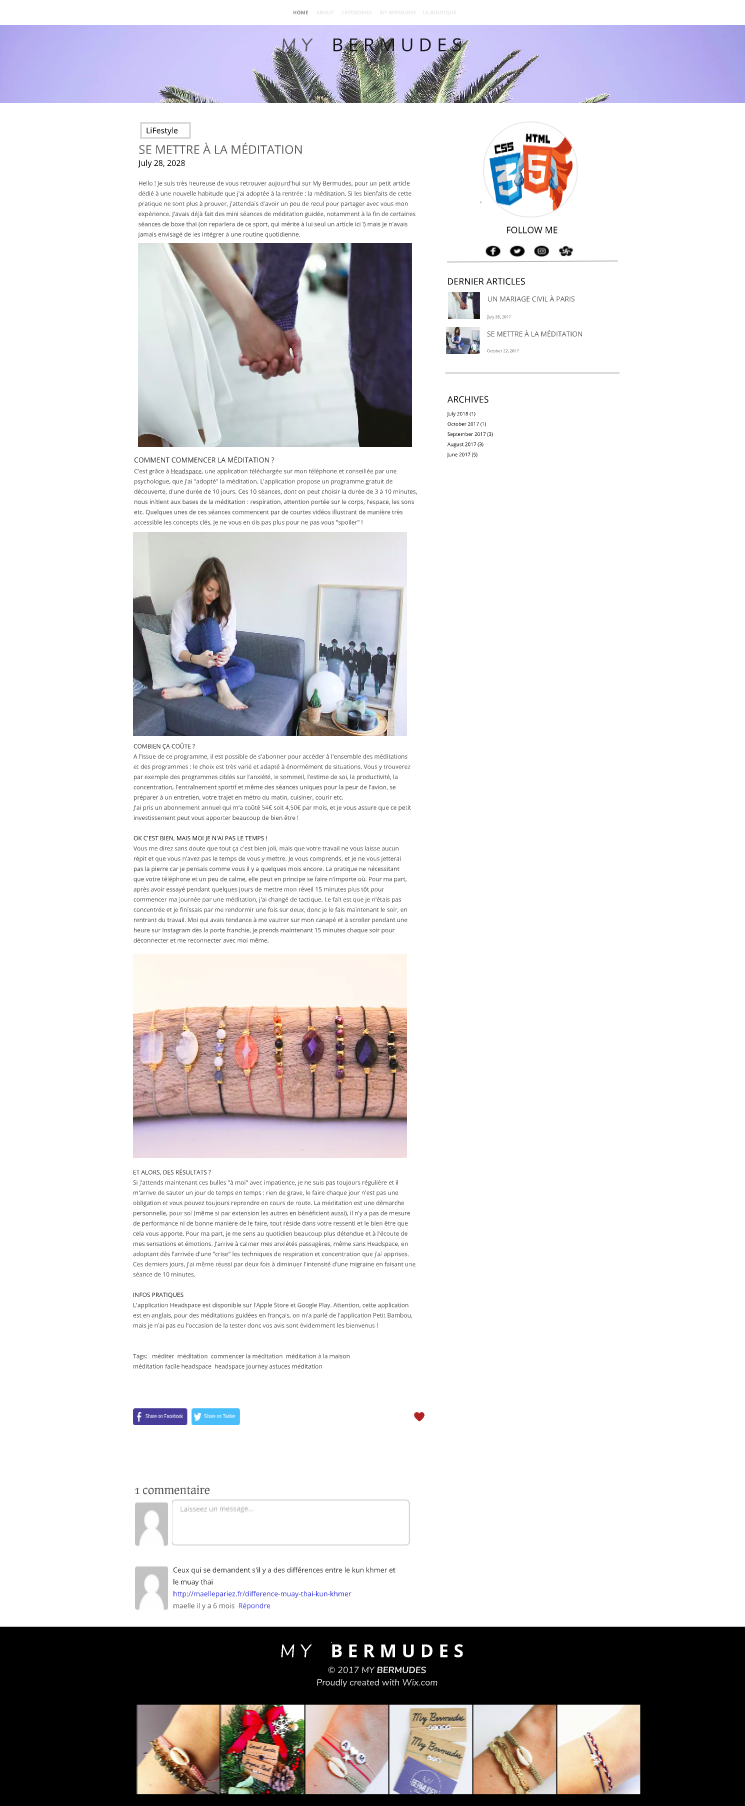 HOME ABOUT CATEGORIES MY BERMUDES LA BOUTIQUE
MY BERMUDES
LiFestyle
SE METTRE À LA MÉDITATION
July 28, 2028
Hello ! Je suis très heureuse de vous retrouver aujourd'hui sur My Bermudes, pour un petit article
dédié à une nouvelle habitude que j'ai adoptée à la rentrée : la méditation. Si les bienfaits de cette
pratique ne sont plus à prouver, j'attendais d'avoir un peu de recul pour partager avec vous mon
expérience. J'avais déjà fait des mini séances de méditation guidée, notamment à la fin de certaines
séances de boxe thaï (on reparlera de ce sport, qui mérite à lui seul un article ici !) mais je n'avais
jamais envisagé de les intégrer à une routine quotidienne.
COMMENT COMMENCER LA MÉDITATION ?
C'est grâce à Headspace, une application téléchargée sur mon téléphone et conseillée par une
psychologue, que j'ai "adopté" la méditation. L'application propose un programme gratuit de
découverte, d'une durée de 10 jours. Ces 10 séances, dont on peut choisir la durée de 3 à 10 minutes,
nous initient aux bases de la méditation : respiration, attention portée sur le corps, l'espace, les sons
etc. Quelques unes de ces séances commencent par de courtes vidéos illustrant de manière très
accessible les concepts clés. Je ne vous en dis pas plus pour ne pas vous "spoiler" !
COMBIEN ÇA COÛTE ?
A l'issue de ce programme, il est possible de s'abonner pour accéder à l'ensemble des méditations
et des programmes : le choix est très varié et adapté à énormément de situations. Vous y trouverez
par exemple des programmes ciblés sur l'anxiété, le sommeil, l'estime de soi, la productivité, la
concentration, l'entraînement sportif et même des séances uniques pour la peur de l'avion, se
préparer à un entretien, votre trajet en métro du matin, cuisiner, courir etc.
J'ai pris un abonnement annuel qui m'a coûté 54€ soit 4,50€ par mois, et je vous assure que ce petit
investissement peut vous apporter beaucoup de bien être !
OK C'EST BIEN, MAIS MOI JE N'AI PAS LE TEMPS !
Vous me direz sans doute que tout ça c'est bien joli, mais que votre travail ne vous laisse aucun
répit et que vous n'avez pas le temps de vous y mettre. Je vous comprends, et je ne vous jetterai
pas la pierre car je pensais comme vous il y a quelques mois encore. La pratique ne nécessitant
que votre téléphone et un peu de calme, elle peut en principe se faire n'importe où. Pour ma part,
après avoir essayé pendant quelques jours de mettre mon réveil 15 minutes plus tôt pour
commencer ma journée par une méditation, j'ai changé de tactique. Le fait est que je n'étais pas
concentrée et je finissais par me rendormir une fois sur deux, donc je le fais maintenant le soir, en
rentrant du travail. Moi qui avais tendance à me vautrer sur mon canapé et à scroller pendant une
heure sur Instagram dès la porte franchie, je prends maintenant 15 minutes chaque soir pour
déconnecter et me reconnecter avec moi même.
ET ALORS, DES RÉSULTATS ?
Si j'attends maintenant ces bulles "à moi" avec impatience, je ne suis pas toujours régulière et il
m'arrive de sauter un jour de temps en temps : rien de grave, le faire chaque jour n'est pas une
obligation et vous pouvez toujours reprendre en cours de route. La méditation est une démarche
personnelle, pour soi (même si par extension les autres en bénéficient aussi), il n'y a pas de mesure
de performance ni de bonne manière de le faire, tout réside dans votre ressenti et le bien être que
cela vous apporte. Pour ma part, je me sens au quotidien beaucoup plus détendue et à l'écoute de
mes sensations et émotions. J'arrive à calmer mes anxiétés passagères, même sans Headspace, en
adoptant dès l'arrivée d'une "crise" les techniques de respiration et concentration que j'ai apprises.
Ces derniers jours, j'ai même réussi par deux fois à diminuer l'intensité d'une migraine en faisant une
séance de 10 minutes.
INFOS PRATIQUES
L'application Headspace est disponible sur l'Apple Store et Google Play. Attention, cette application
est en anglais, pour des méditations guidées en français, on m'a parlé de l'application Petit Bambou,
mais je n'ai pas eu l'occasion de la tester donc vos avis sont évidemment les bienvenus !
Tags: méditer méditation commencer la méditation méditation à la maison
méditation facile headspace headspace journey astuces méditation
Share on Facebook Share on Twitter
CSS HTML
FOLLOW ME
DERNIER ARTICLES
UN MARIAGE CIVIL À PARIS
July 28, 2017
SE METTRE À LA MÉDITATION
October 22, 2017
ARCHIVES
July 2018 (1)
October 2017 (1)
September 2017 (3)
August 2017 (3)
June 2017 (5)
1 commentaire
Laisseez un message...
Ceux qui se demandent s'il y a des différences entre le kun khmer et
le muay thai
http://maellepariez.fr/difference-muay-thai-kun-khmer
maelle il y a 6 mois Répondre
MY BERMUDES
© 2017 MY BERMUDES
Proudly created with Wix.com
My Bermudes
My Bermudes
BERMUDES